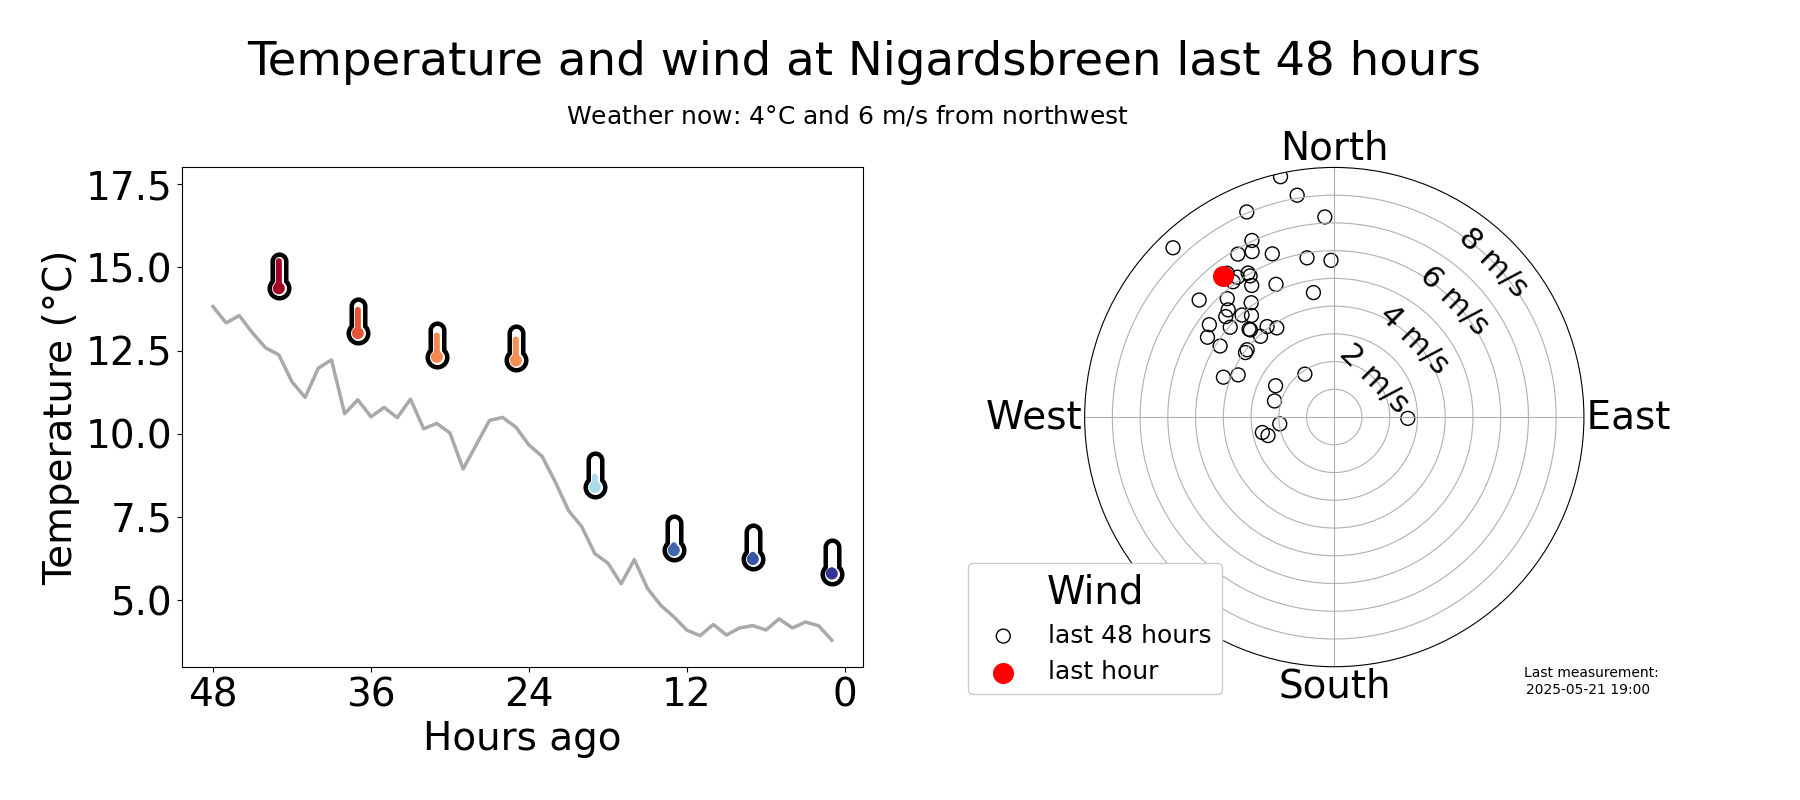 Temperature and wind at Nigardsbreen last 48 hours
Weather now: 4°C and 6 m/s from northwest
Temperature (°C)
17.5
15.0
12.5
10.0
7.5
5.0
48
36
24
12
0
Hours ago
North
West
East
South
8 m/s
6 m/s
4 m/s
2 m/s
Wind
last 48 hours
last hour
Last measurement:
2025-05-21 19:00